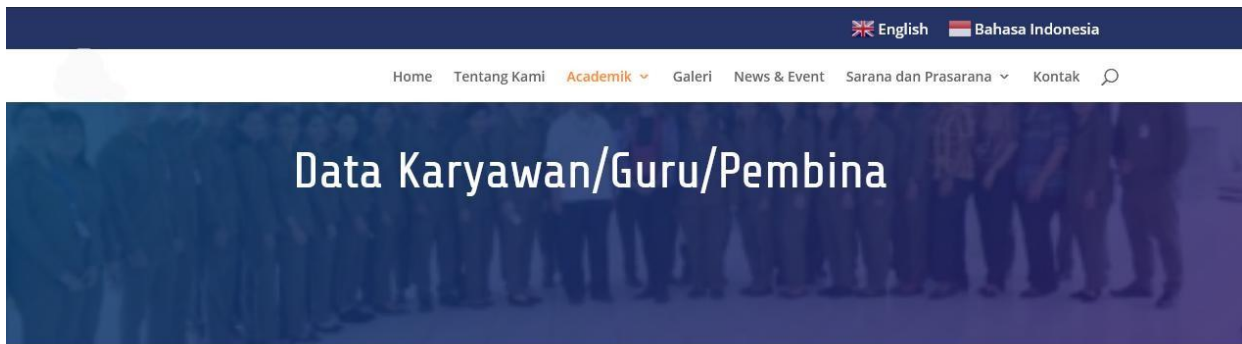 English Bahasa Indonesia
Home Tentang Kami Academik Galeri News & Event Sarana dan Prasarana Kontak
Data Karyawan/Guru/Pembina